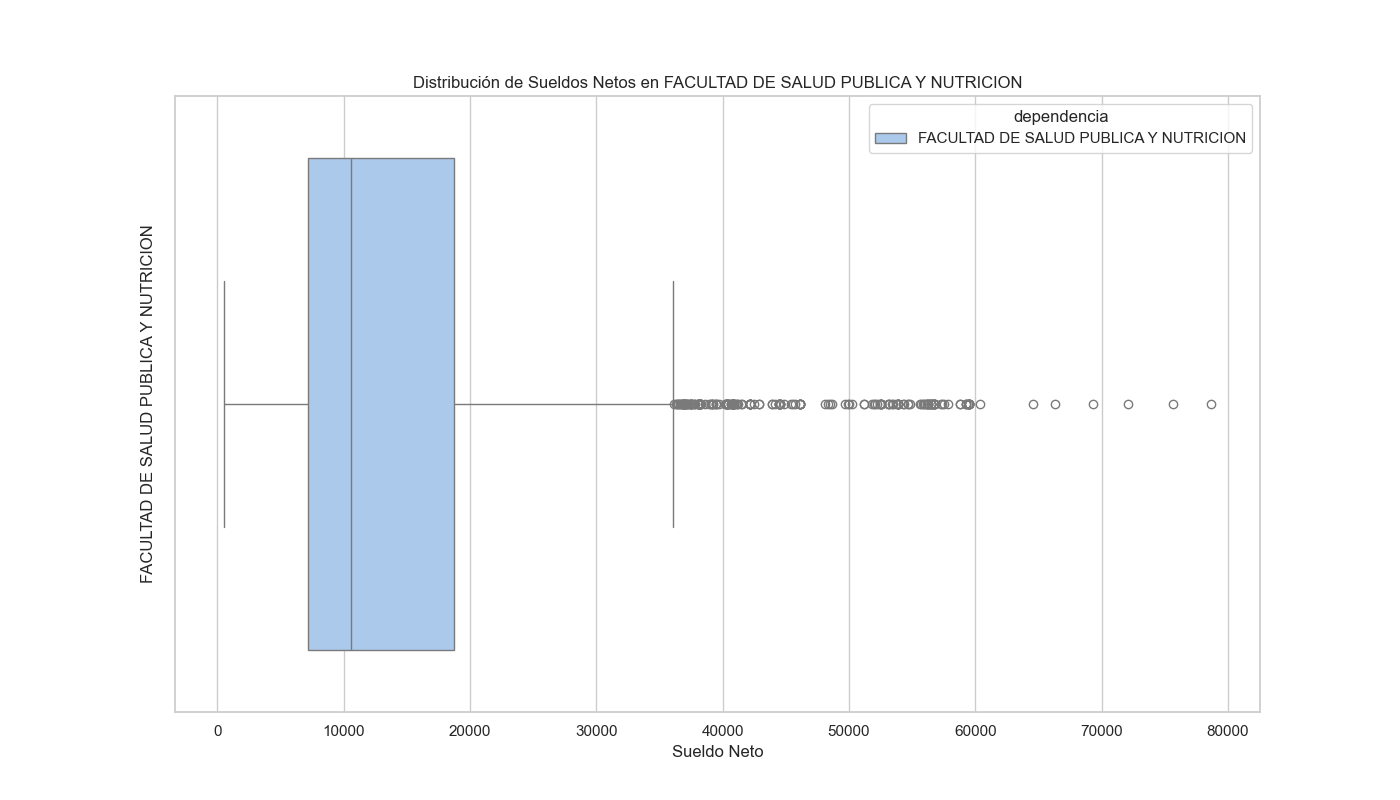 Distribución de Sueldos Netos en FACULTAD DE SALUD PUBLICA Y NUTRICION
dependencia
FACULTAD DE SALUD PUBLICA Y NUTRICION
FACULTAD DE SALUD PUBLICA Y NUTRICION
0 10000 20000 30000 40000 50000 60000 70000 80000
Sueldo Neto